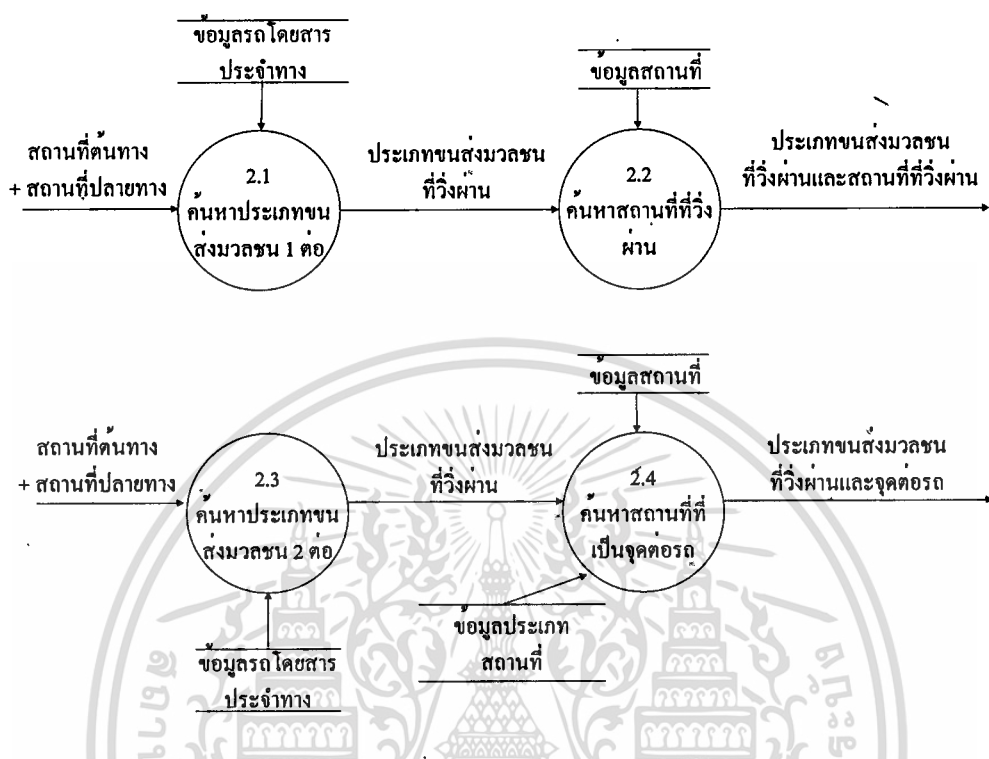 ข้อมูลรถโดยสาร
ประจำทาง
ข้อมูลสถานที่
สถานที่ต้นทาง
+ สถานที่ปลายทาง
2.1
ค้นหาประเภทขน
ส่งมวลชน 1 ต่อ
ประเภทขนส่งมวลชน
ที่วิ่งผ่าน
2.2
ค้นหาสถานที่ที่วิ่ง
ผ่าน
ประเภทขนส่งมวลชน
ที่วิ่งผ่านและสถานที่ที่วิ่งผ่าน
ข้อมูลสถานที่
สถานที่ต้นทาง
+ สถานที่ปลายทาง
2.3
ค้นหาประเภทขน
ส่งมวลชน 2 ต่อ
ประเภทขนส่งมวลชน
ที่วิ่งผ่าน
2.4
ค้นหาสถานที่ที่
เป็นจุดต่อรถ
ประเภทขนส่งมวลชน
ที่วิ่งผ่านและจุดต่อรถ
ข้อมูลประเภท
สถานที่
ข้อมูลรถโดยสาร
ประจำทาง